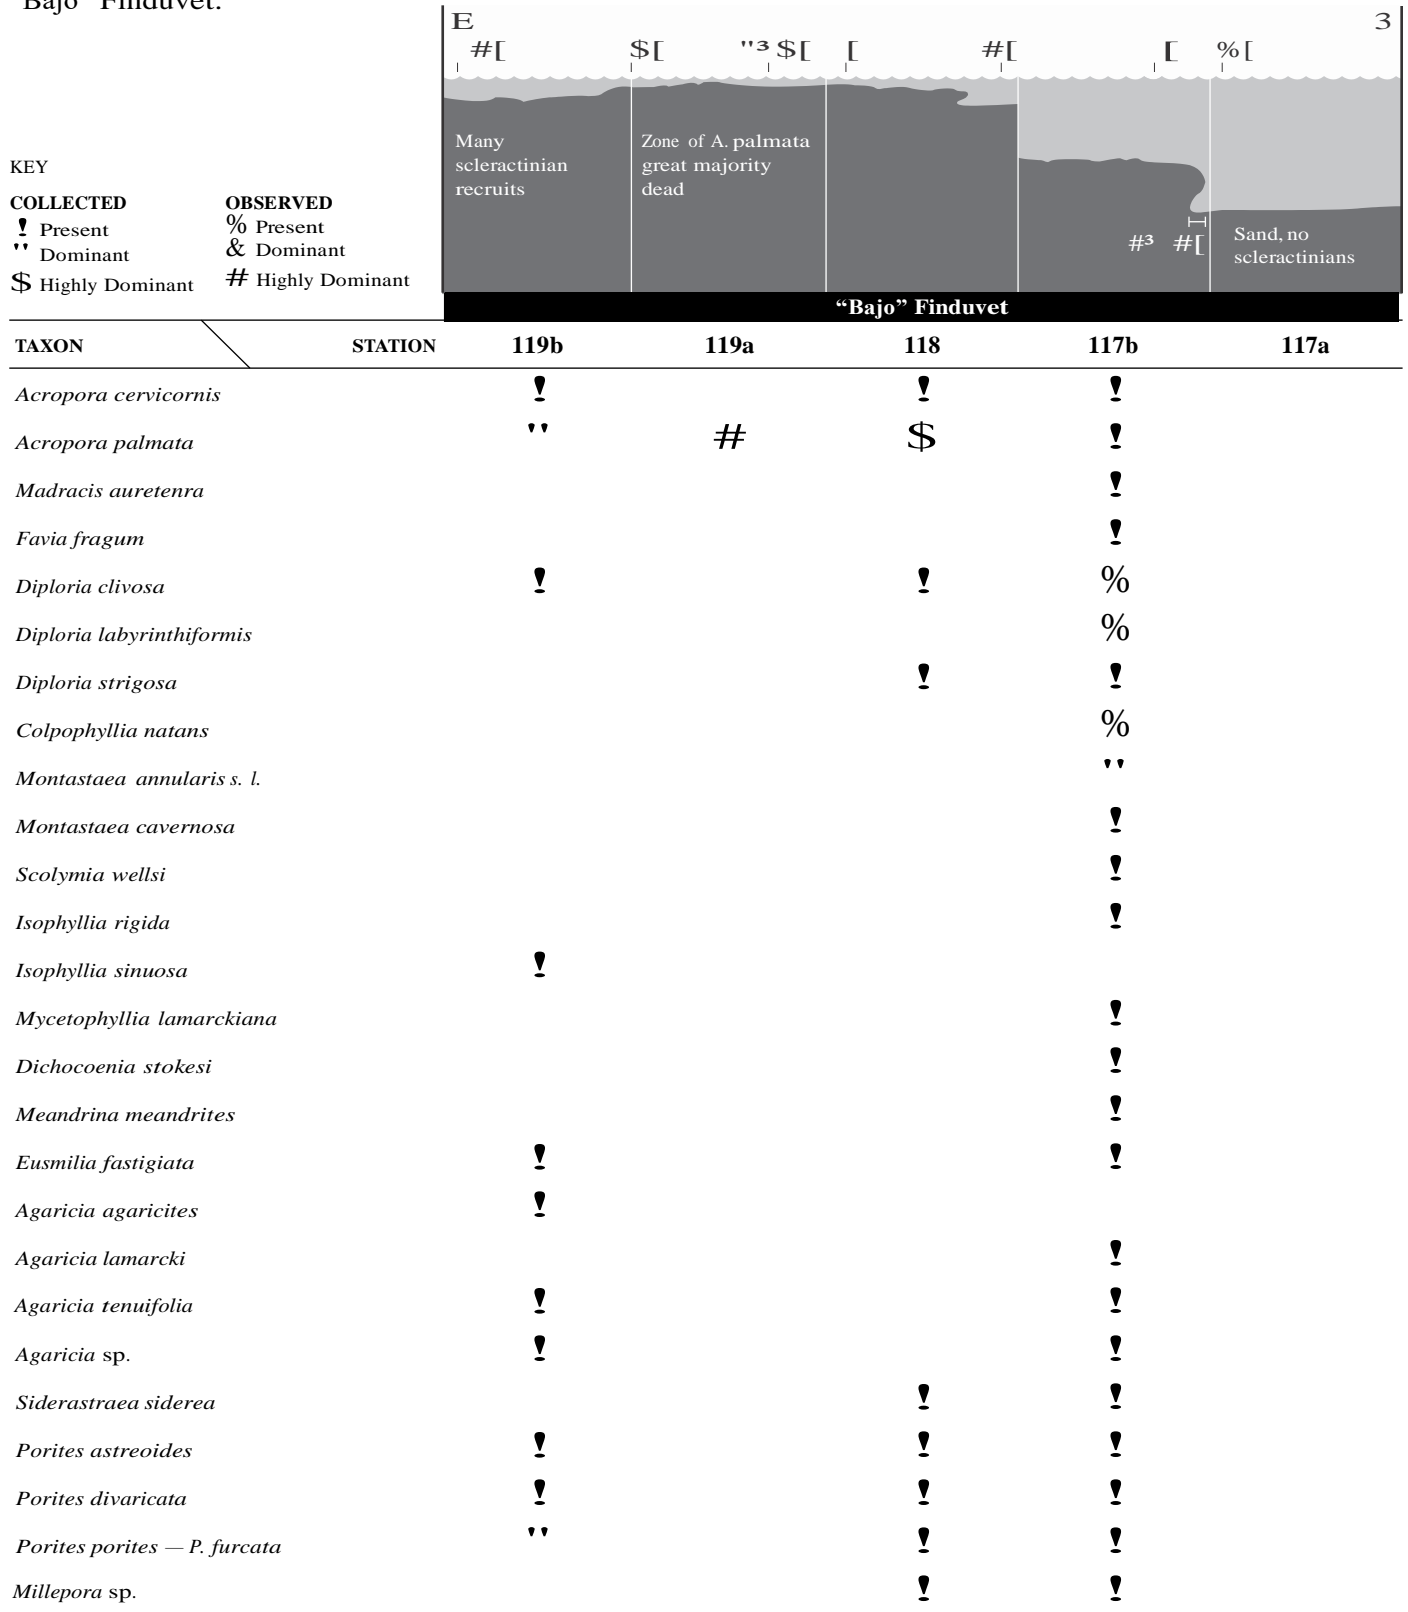 "Bajo" Finduvet.
E 3
#[ $[ "³ $[ [ #[ [ %[
Many
scleractinian
recruits
Zone of A. palmata
great majority
dead
#³ #[
Sand, no
scleractinians
KEY
COLLECTED OBSERVED
! Present % Present
" Dominant & Dominant
$ Highly Dominant # Highly Dominant
“Bajo” Finduvet
TAXON STATION 119b 119a 118 117b 117a
Acropora cervicornis ! ! !
Acropora palmata " # $ !
Madracis auretenra !
Favia fragum !
Diploria clivosa ! ! %
Diploria labyrinthiformis %
Diploria strigosa ! !
Colpophyllia natans %
Montastaea annularis s. l. "
Montastaea cavernosa !
Scolymia wellsi !
Isophyllia rigida !
Isophyllia sinuosa !
Mycetophyllia lamarckiana !
Dichocoenia stokesi !
Meandrina meandrites !
Eusmilia fastigiata ! !
Agaricia agaricites !
Agaricia lamarcki !
Agaricia tenuifolia ! !
Agaricia sp. ! !
Siderastraea siderea ! !
Porites astreoides ! ! !
Porites divaricata ! ! !
Porites porites — P. furcata " ! !
Millepora sp. ! !